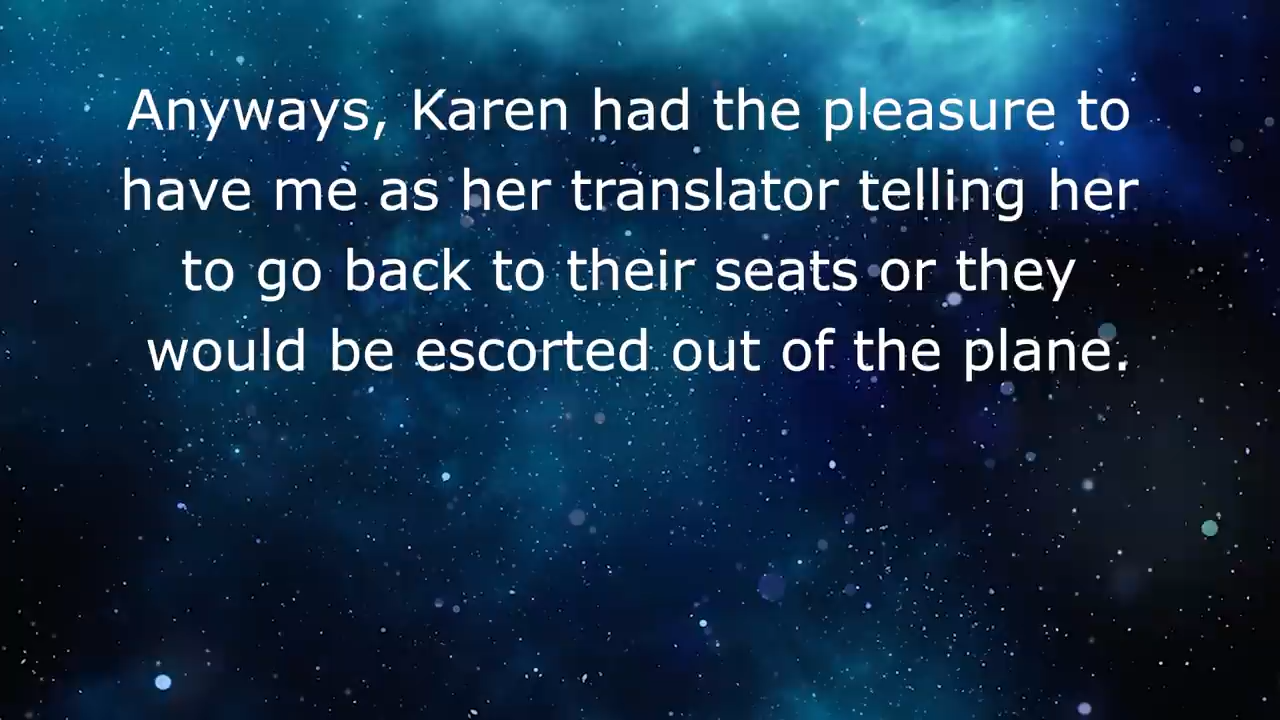 Anyways, Karen had the pleasure to
have me as her translator telling her
to go back to their seats or they
would be escorted out of the plane.